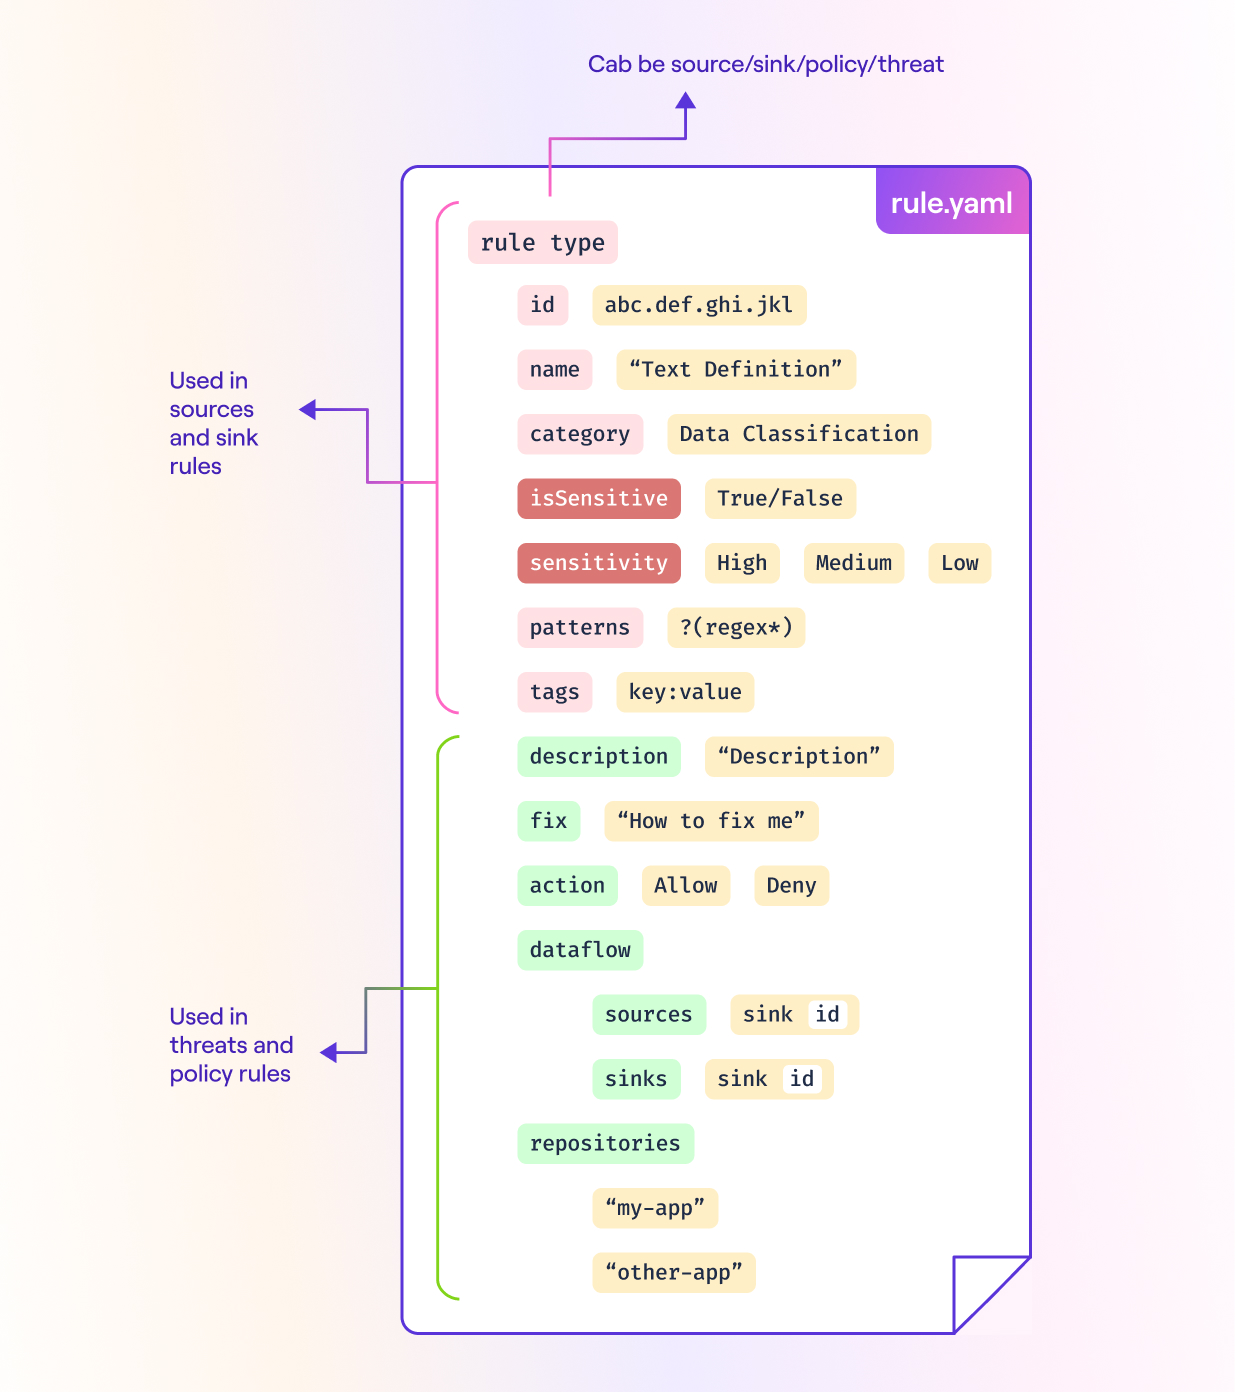 Cab be source/sink/policy/threat
rule.yaml
rule type
id abc.def.ghi.jkl
name “Text Definition”
category Data Classification
isSensitive True/False
sensitivity High Medium Low
patterns ?(regex*)
tags key:value
Used in
sources
and sink
rules
description “Description”
fix “How to fix me”
action Allow Deny
dataflow
sources sink id
sinks sink id
repositories
“my-app”
“other-app”
Used in
threats and
policy rules